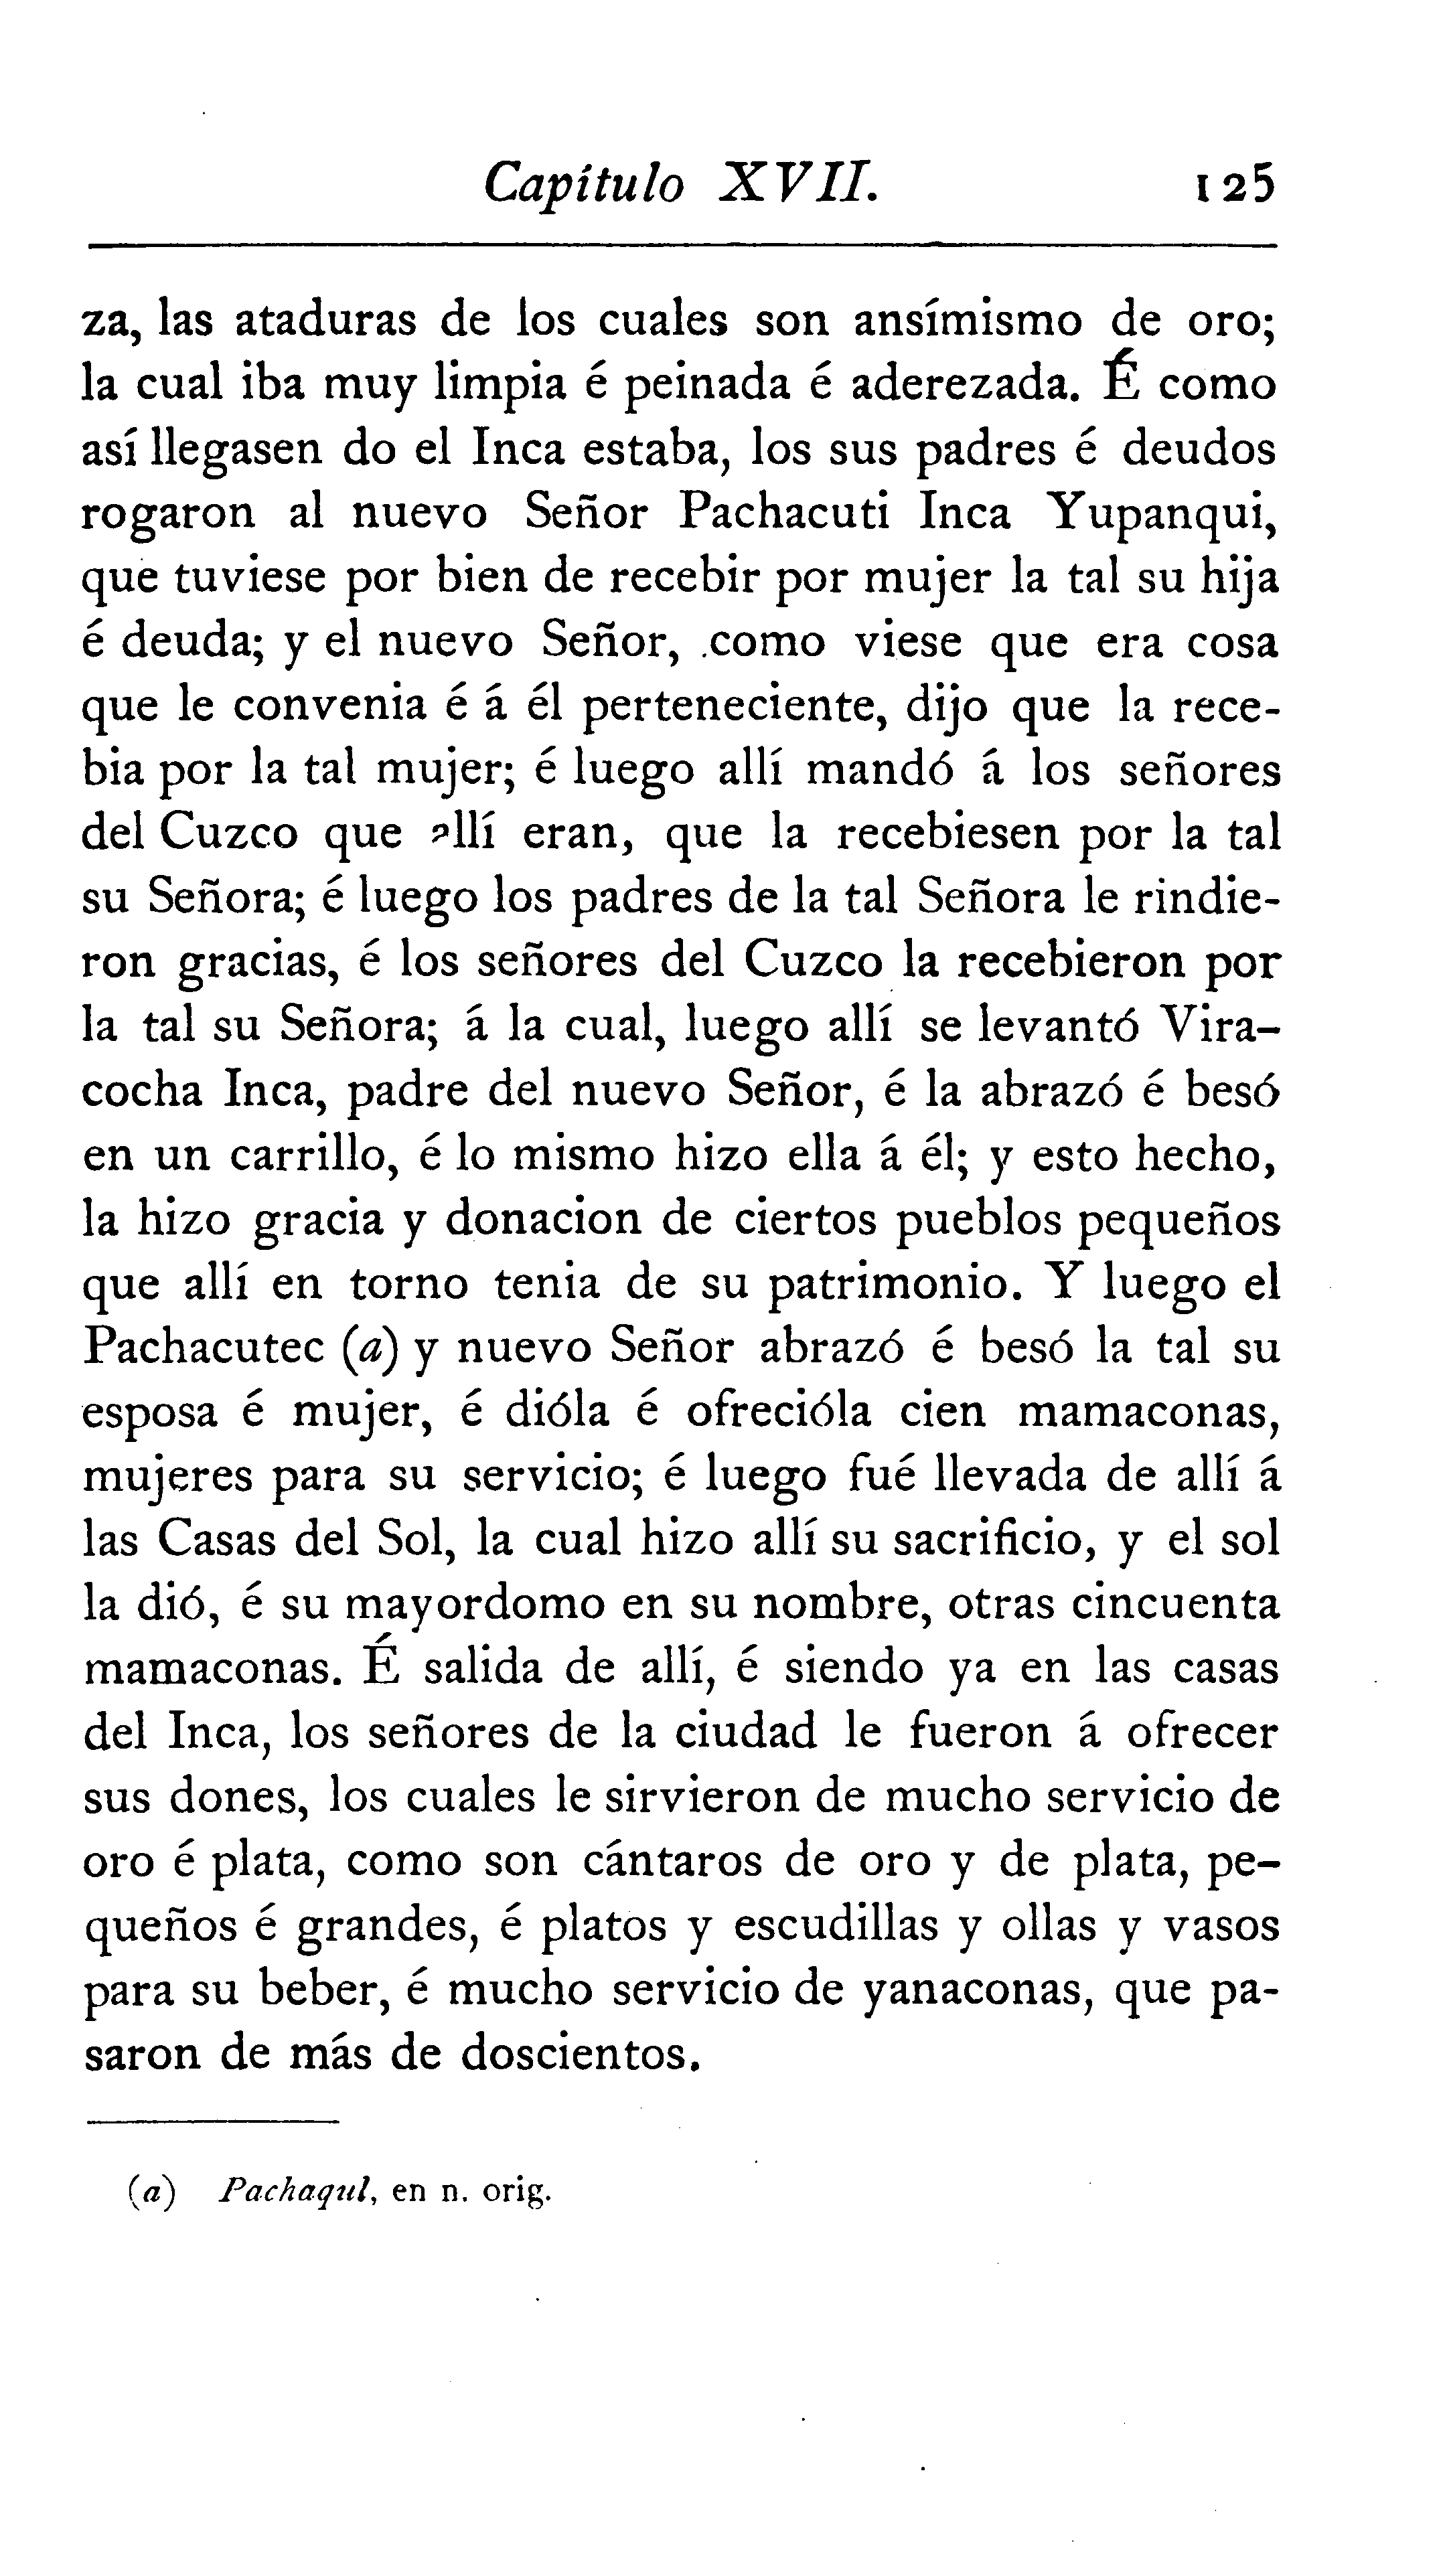 Capítulo XVII. 125
za, las ataduras de los cuales son ansímismo de oro;
la cual iba muy limpia é peinada é aderezada. É como
así llegasen do el Inca estaba, los sus padres é deudos
rogaron al nuevo Señor Pachacuti Inca Yupanqui,
que tuviese por bien de recebir por mujer la tal su hija
é deuda; y el nuevo Señor, como viese que era cosa
que le convenia é á él perteneciente, dijo que la rece-
bia por la tal mujer; é luego allí mandó á los señores
del Cuzco que allí eran, que la recebiesen por la tal
su Señora; é luego los padres de la tal Señora le rindie-
ron gracias, é los señores del Cuzco la recebieron por
la tal su Señora; á la cual, luego allí se levantó Vira-
cocha Inca, padre del nuevo Señor, é la abrazó é besó
en un carrillo, é lo mismo hizo ella á él; y esto hecho,
la hizo gracia y donacion de ciertos pueblos pequeños
que allí en torno tenia de su patrimonio. Y luego el
Pachacutec (a) y nuevo Señor abrazó é besó la tal su
esposa é mujer, é dióla é ofrecióla cien mamaconas,
mujeres para su servicio; é luego fué llevada de allí á
las Casas del Sol, la cual hizo allí su sacrificio, y el sol
la dió, é su mayordomo en su nombre, otras cincuenta
mamaconas. É salida de allí, é siendo ya en las casas
del Inca, los señores de la ciudad le fueron á ofrecer
sus dones, los cuales le sirvieron de mucho servicio de
oro é plata, como son cántaros de oro y de plata, pe-
queños é grandes, é platos y escudillas y ollas y vasos
para su beber, é mucho servicio de yanaconas, que pa-
saron de más de doscientos.
(a) Pachaqul, en n. orig.